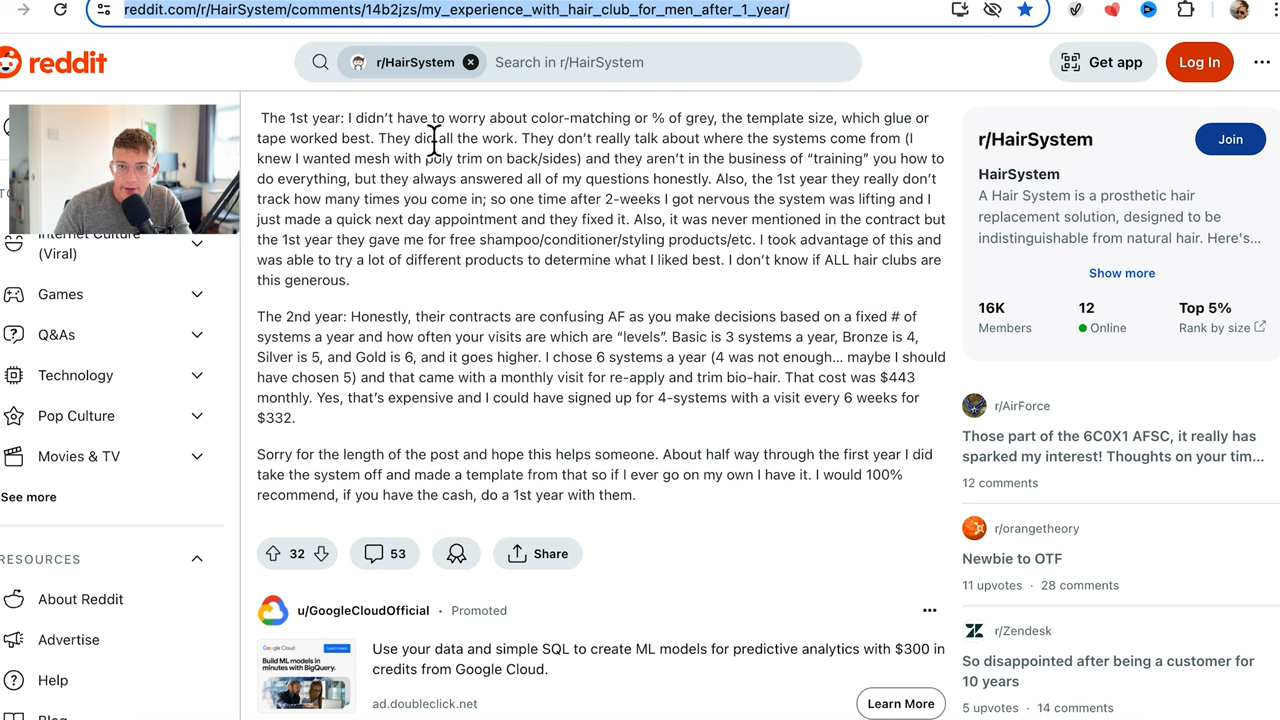 reddit.com/r/HairSystem/comments/14b2jzs/my_experience_with_hair_club_for_men_after_1_year/
reddit
r/HairSystem
Search in r/HairSystem
Get app
Log In
The 1st year: I didn't have to worry about color-matching or % of grey, the template size, which glue or
tape worked best. They did all the work. They don't really talk about where the systems come from (I
knew I wanted mesh with poly trim on back/sides) and they aren't in the business of “training” you how to
do everything, but they always answered all of my questions honestly. Also, the 1st year they really don't
track how many times you come in; so one time after 2-weeks I got nervous the system was lifting and I
just made a quick next day appointment and they fixed it. Also, it was never mentioned in the contract but
the 1st year they gave me for free shampoo/conditioner/styling products/etc. I took advantage of this and
was able to try a lot of different products to determine what I liked best. I don't know if ALL hair clubs are
this generous.
The 2nd year: Honestly, their contracts are confusing AF as you make decisions based on a fixed # of
systems a year and how often your visits are which are “levels”. Basic is 3 systems a year, Bronze is 4,
Silver is 5, and Gold is 6, and it goes higher. I chose 6 systems a year (4 was not enough... maybe I should
have chosen 5) and that came with a monthly visit for re-apply and trim bio-hair. That cost was $443
monthly. Yes, that's expensive and I could have signed up for 4-systems with a visit every 6 weeks for
$332.
Sorry for the length of the post and hope this helps someone. About half way through the first year I did
take the system off and made a template from that so if I ever go on my own I have it. I would 100%
recommend, if you have the cash, do a 1st year with them.
32
53
Share
u/GoogleCloudOfficial · Promoted
Use your data and simple SQL to create ML models for predictive analytics with $300 in
credits from Google Cloud.
ad.doubleclick.net
Learn More
Google Cloud
Learn more
Build ML models in
minutes with BigQuery.
Internet Culture
(Viral)
Games
Q&As
Technology
Pop Culture
Movies & TV
See more
RESOURCES
About Reddit
Advertise
Help
r/HairSystem
Join
HairSystem
A Hair System is a prosthetic hair
replacement solution, designed to be
indistinguishable from natural hair. Here's...
Show more
16K
Members
12
Online
Top 5%
Rank by size
r/AirForce
Those part of the 6C0X1 AFSC, it really has
sparked my interest! Thoughts on your tim...
12 comments
r/orangetheory
Newbie to OTF
11 upvotes · 28 comments
r/Zendesk
So disappointed after being a customer for
10 years
5 upvotes · 14 comments